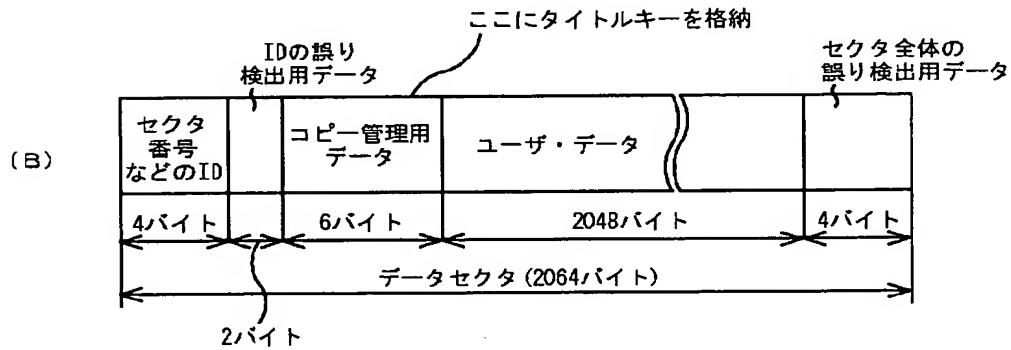 ここにタイトルキーを格納
IDの誤り
検出用データ
セクタ全体の
誤り検出用データ
(B)
セクタ
番号
などのID
コピー管理用
データ
ユーザ・データ
4バイト
6バイト
2048バイト
4バイト
データセクタ(2064バイト)
2バイト